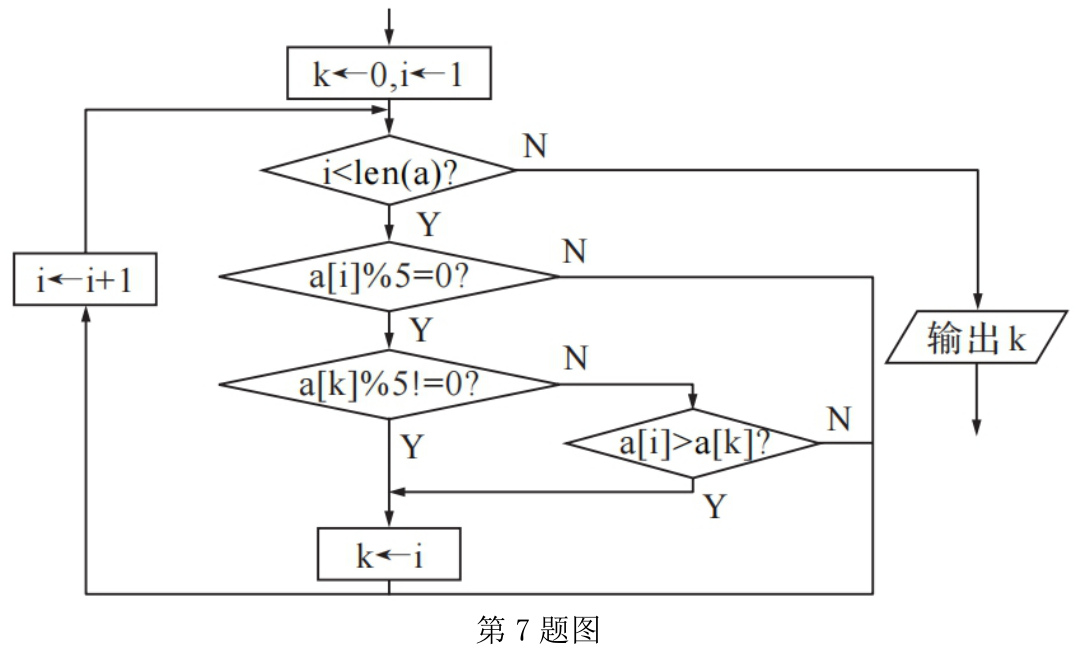 k←0,i←1
i<len(a)?
N
Y
a[i]%5=0?
N
i←i+1
Y
输出k
a[k]%5!=0?
N
a[i]>a[k]?
N
Y
Y
k←i
第7题图